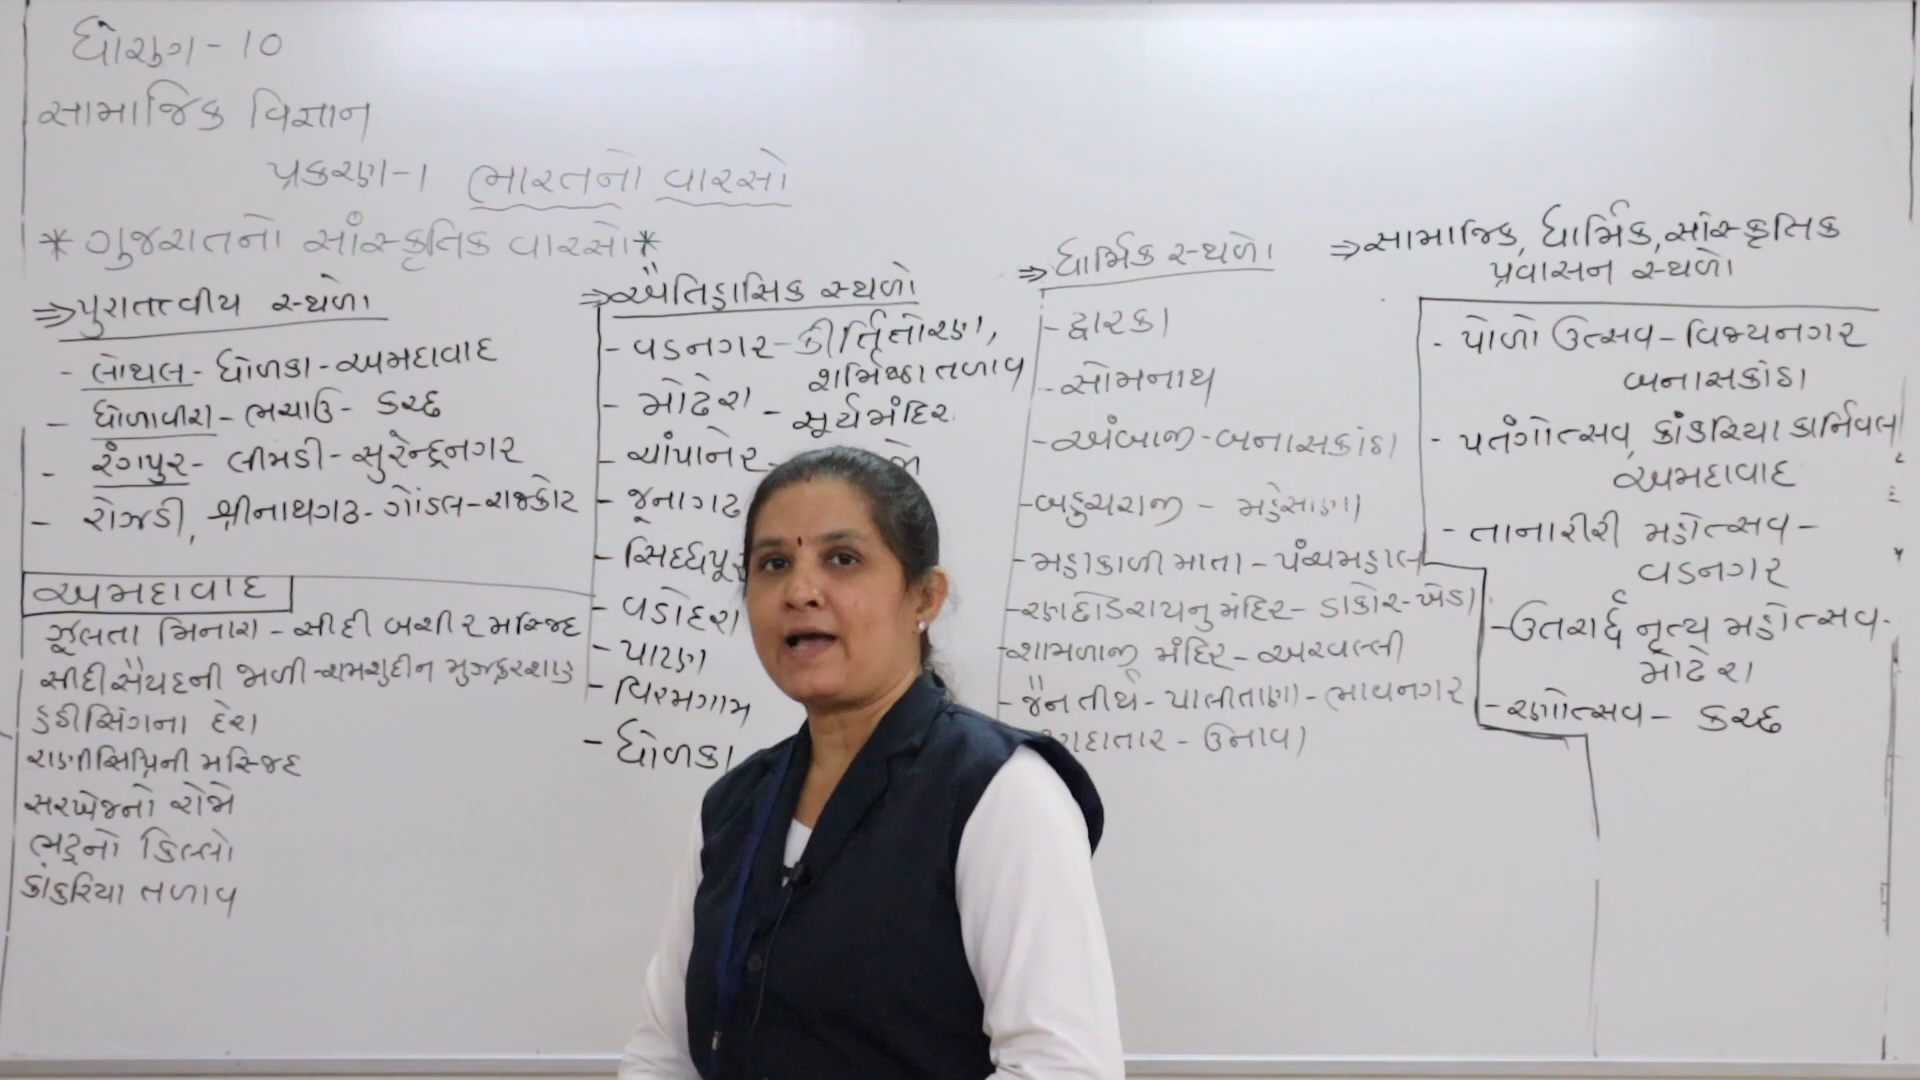 ધોરણ - 10
સામાજિક વિજ્ઞાન
પ્રકરણ-1 ભારતનો વારસો
* ગુજરાતનો સાંસ્કૃતિક વારસો *
⇒ પુરાતત્વીય સ્થળો
- લોથલ - ધોળકા - અમદાવાદ
- ધોળાવીરા - ભચાઉ - કચ્છ
- રંગપુર - લીમડી - સુરેન્દ્રનગર
- રોઝડી, શ્રીનાથગઢ - ગોંડલ - રાજકોટ
અમદાવાદ
ઝૂલતા મિનારા - સીદી બશીર મસ્જિદ
સીદીસૈયદની જાળી - શમશુદીન મુઝફ્ફરશાહ
હઠીસિંગના દેરા
રાણીસિપ્રિની મસ્જિદ
સરખેજનો રોજો
ભદ્રનો કિલ્લો
કાંકરિયા તળાવ
⇒ ઐતિહાસિક સ્થળો
- વડનગર - કીર્તિતોરણ,
શર્મિષ્ઠા તળાવ
- મોઢેરા - સૂર્યમંદિર
- ચાંપાનેર -
- જૂનાગઢ
- સિદ્ધપૂર
- વડોદરા
- પાટણ
- વિરમગામ
- ધોળકા
⇒ ધાર્મિક સ્થળો
- દ્વારકા
- સોમનાથ
- અંબાજી - બનાસકાંઠા
- બહુચરાજી - મહેસાણા
- મહાકાળી માતા - પંચમહાલ
- રણછોડરાયનુ મંદિર - ડાકોર - ખેડા
- શામળાજી મંદિર - અરવલ્લી
- જૈન તીર્થ - પાલીતાણા - ભાવનગર
- ઉનાવા
⇒ સામાજિક, ધાર્મિક, સાંસ્કૃતિક
પ્રવાસન સ્થળો
- પોળો ઉત્સવ - વિજયનગર
બનાસકાંઠા
- પતંગોત્સવ, કાંકરિયા કાર્નિવલ
અમદાવાદ
- તાનારીરી મહોત્સવ -
વડનગર
- ઉતરાર્દ્ધ નૃત્ય મહોત્સવ -
મોઢેરા
- રણોત્સવ - કચ્છ